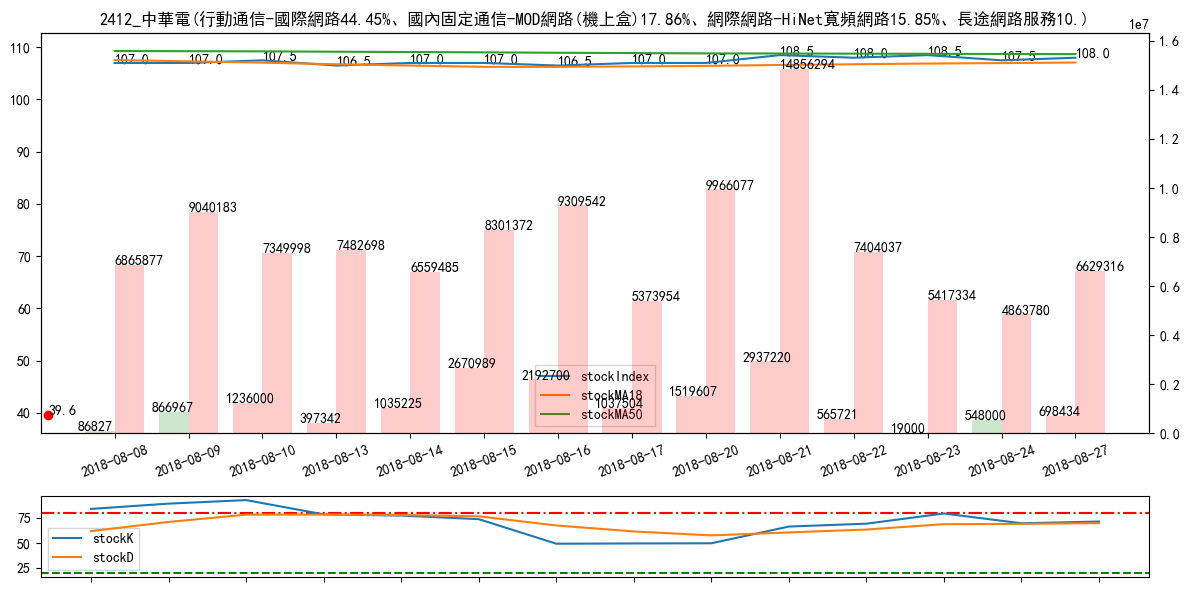 2412_中華電(行動通信-國際網路44.45%、國內固定通信-MOD網路(機上盒)17.86%、網際網路-HiNet寬頻網路15.85%、長途網路服務10.)
1e7
110
100
90
80
70
60
50
40
1.6
1.4
1.2
1.0
0.8
0.6
0.4
0.2
0.0
107.0 107.0 107.5 106.5 107.0 107.0 106.5 107.0 107.0 108.5 108.0 108.5 107.5 108.0
6865877 9040183 7349998 7482698 6559485 8301372 9309542 5373954 9966077 14856294 7404037 5417334 4863780 6629316
39.6
86827 866967 1236000 397342 1035225 2670989 2192700 1037504 1519607 2937220 565721 19000 548000 698434
stockIndex
stockMA18
stockMA50
2018-08-08 2018-08-09 2018-08-10 2018-08-13 2018-08-14 2018-08-15 2018-08-16 2018-08-17 2018-08-20 2018-08-21 2018-08-22 2018-08-23 2018-08-24 2018-08-27
75
50
25
stockK
stockD